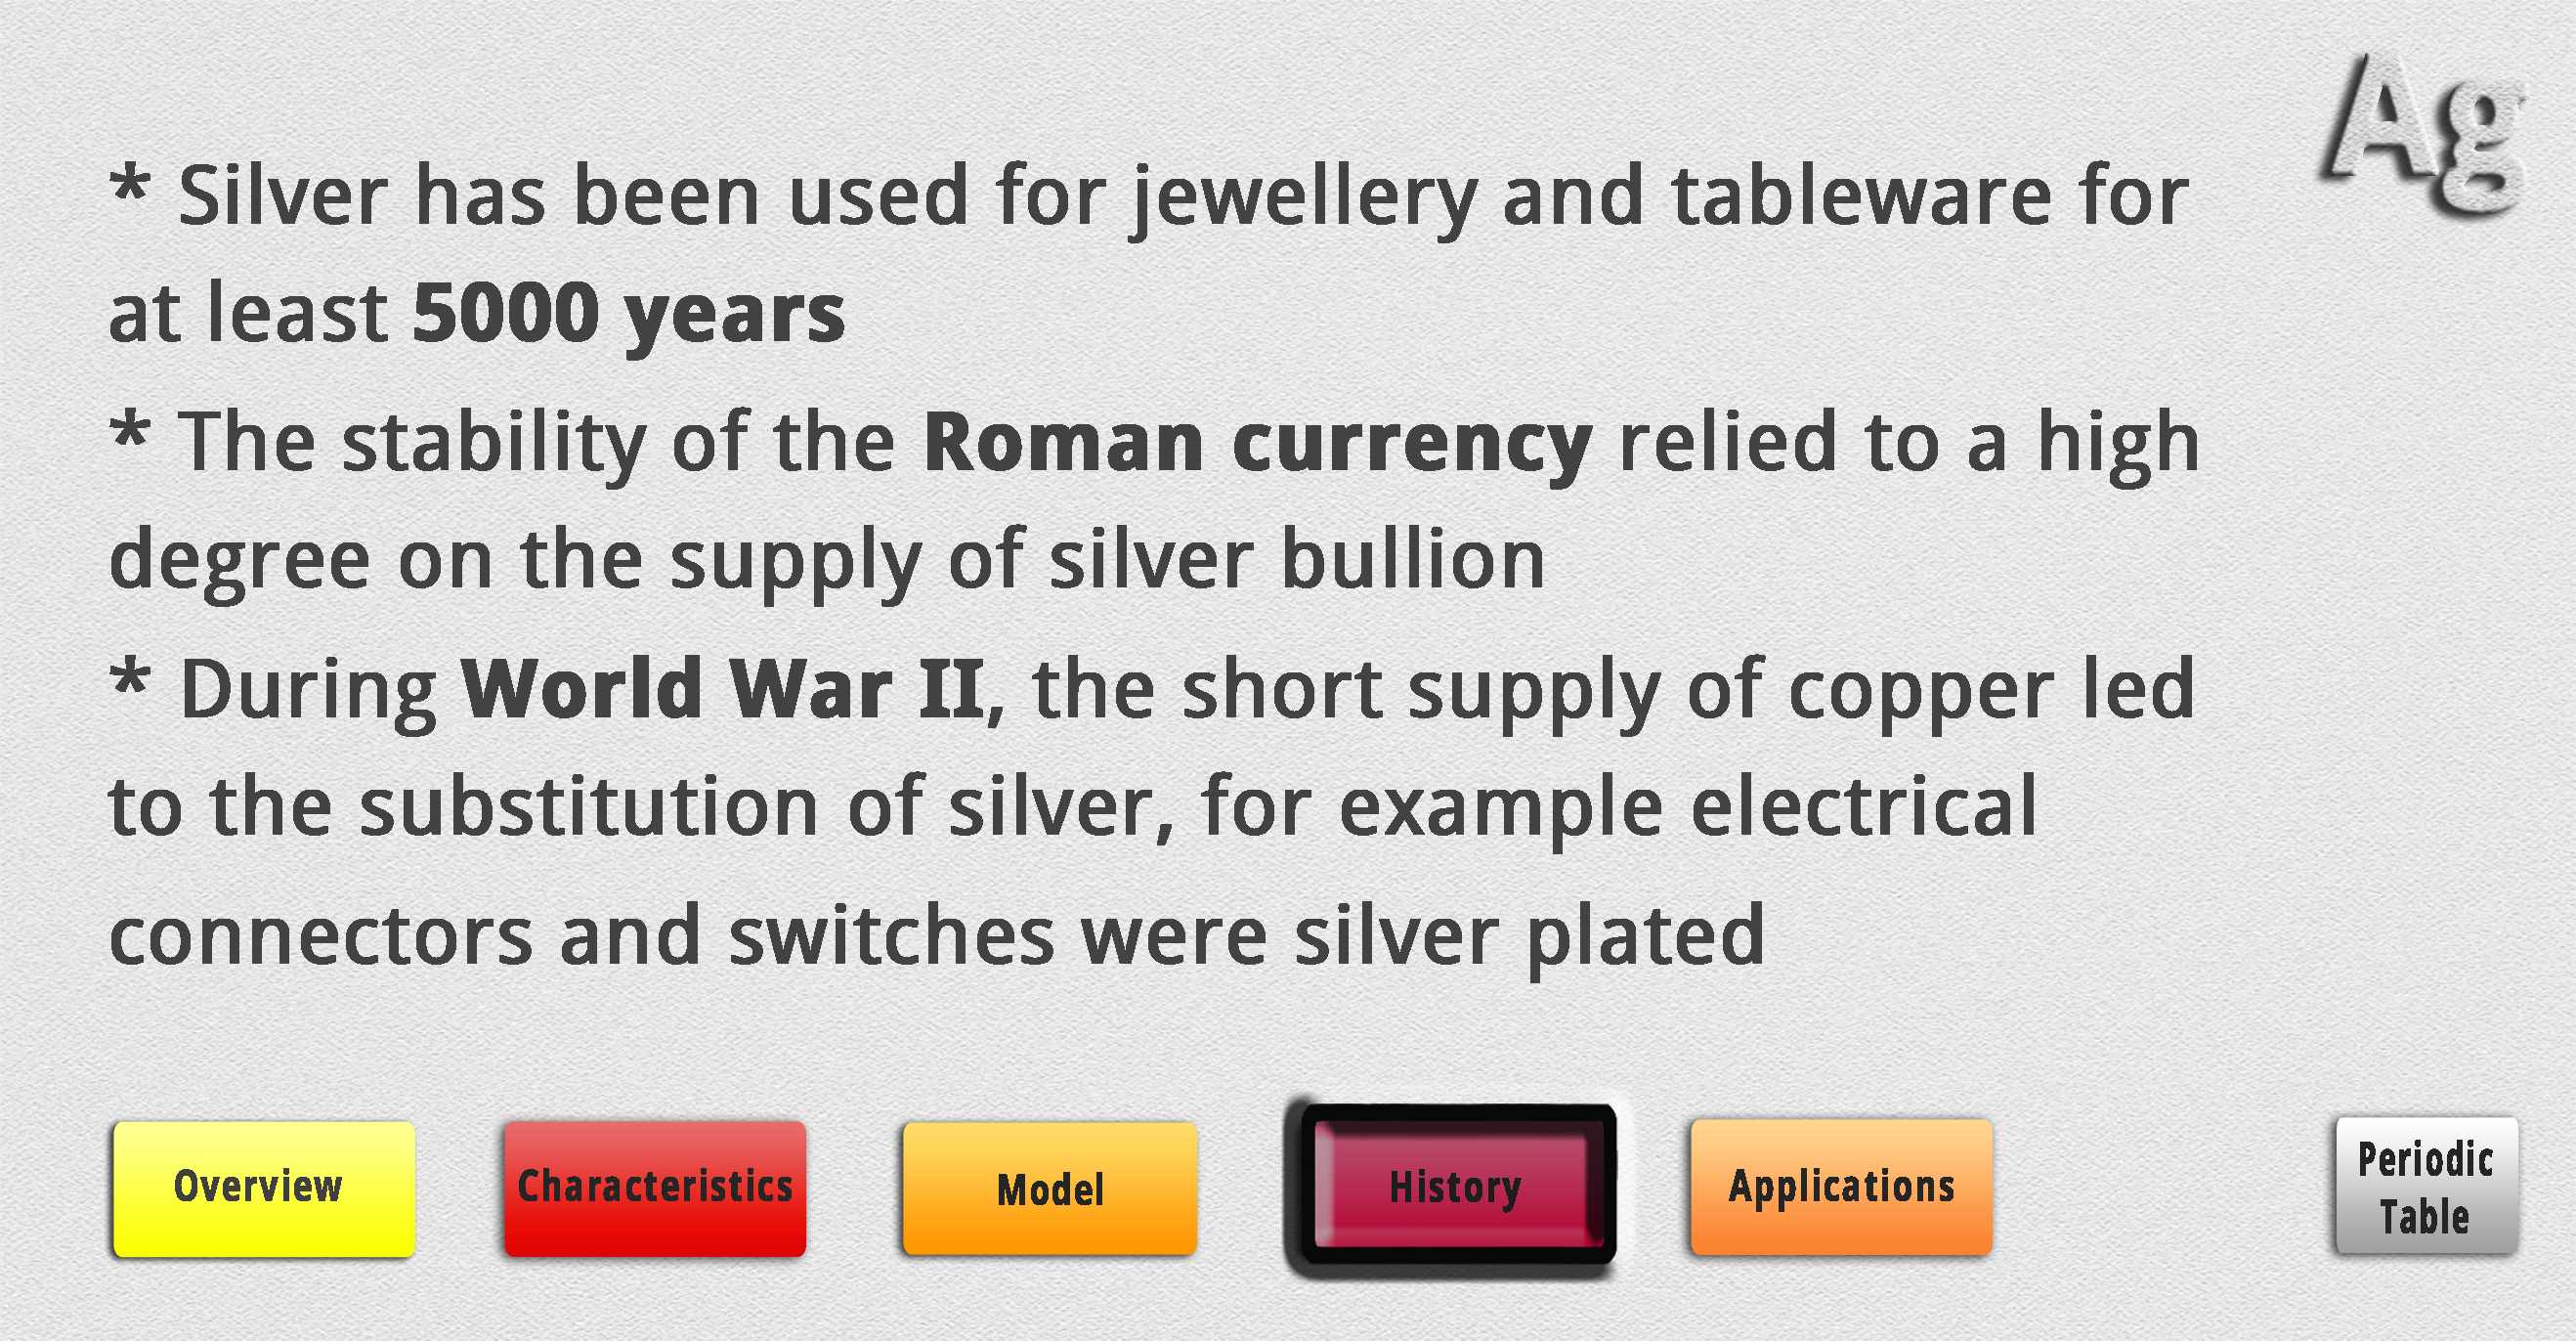 Ag
* Silver has been used for jewellery and tableware for
at least 5000 years
* The stability of the Roman currency relied to a high
degree on the supply of silver bullion
* During World War II, the short supply of copper led
to the substitution of silver, for example electrical
connectors and switches were silver plated
Overview
Characteristics
Model
History
Applications
Periodic
Table